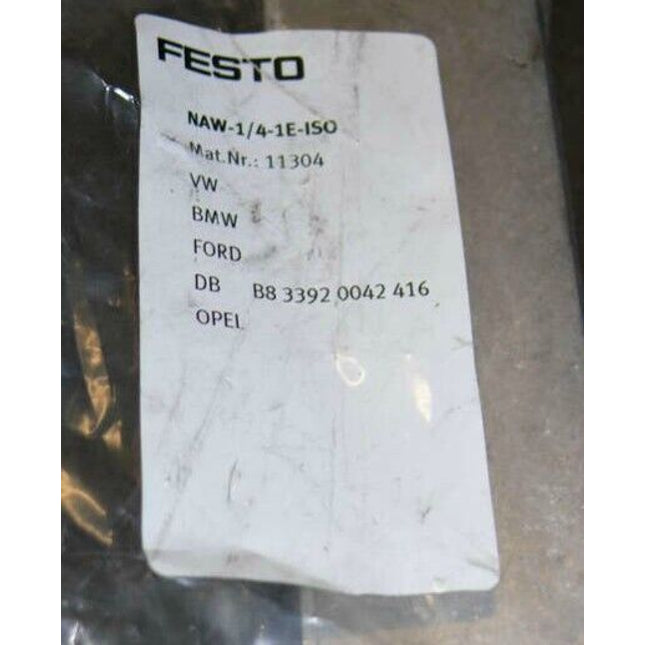 FESTO
NAW-1/4-1E-ISO
Mat.Nr.: 11304
VW
BMW
FORD
DB B8 3392 0042 416
OPEL